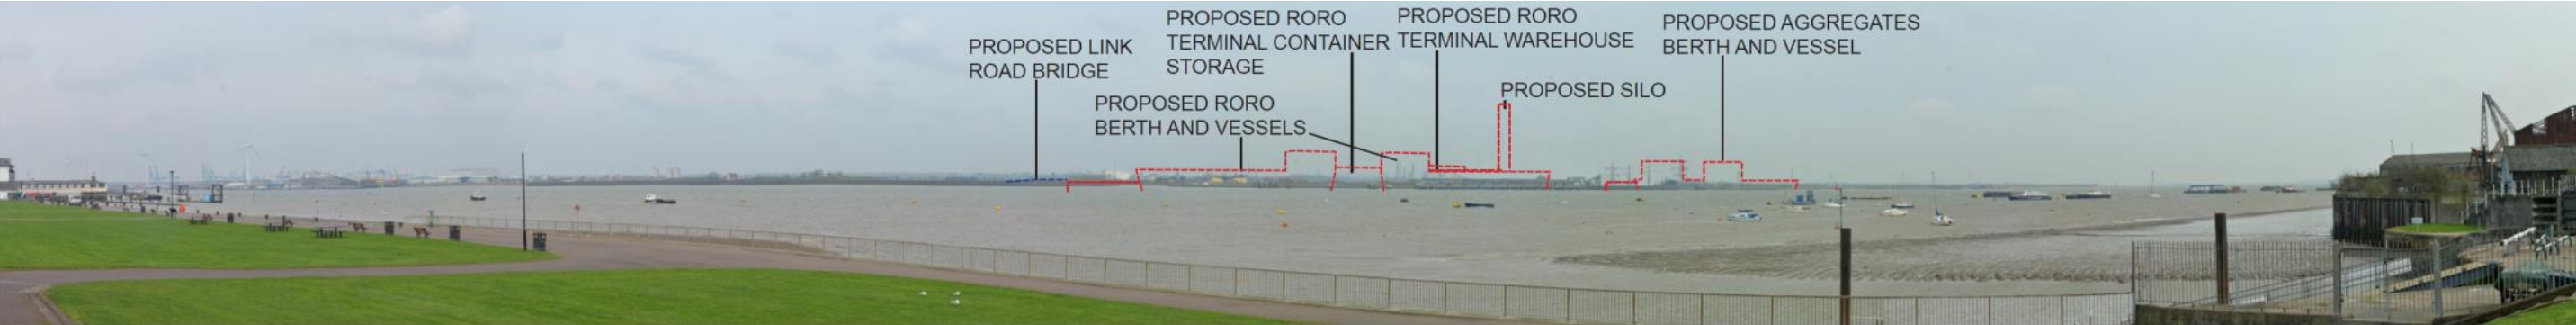 PROPOSED LINK
ROAD BRIDGE
PROPOSED RORO
BERTH AND VESSELS
PROPOSED RORO
TERMINAL CONTAINER
STORAGE
PROPOSED RORO
TERMINAL WAREHOUSE
PROPOSED SILO
PROPOSED AGGREGATES
BERTH AND VESSEL